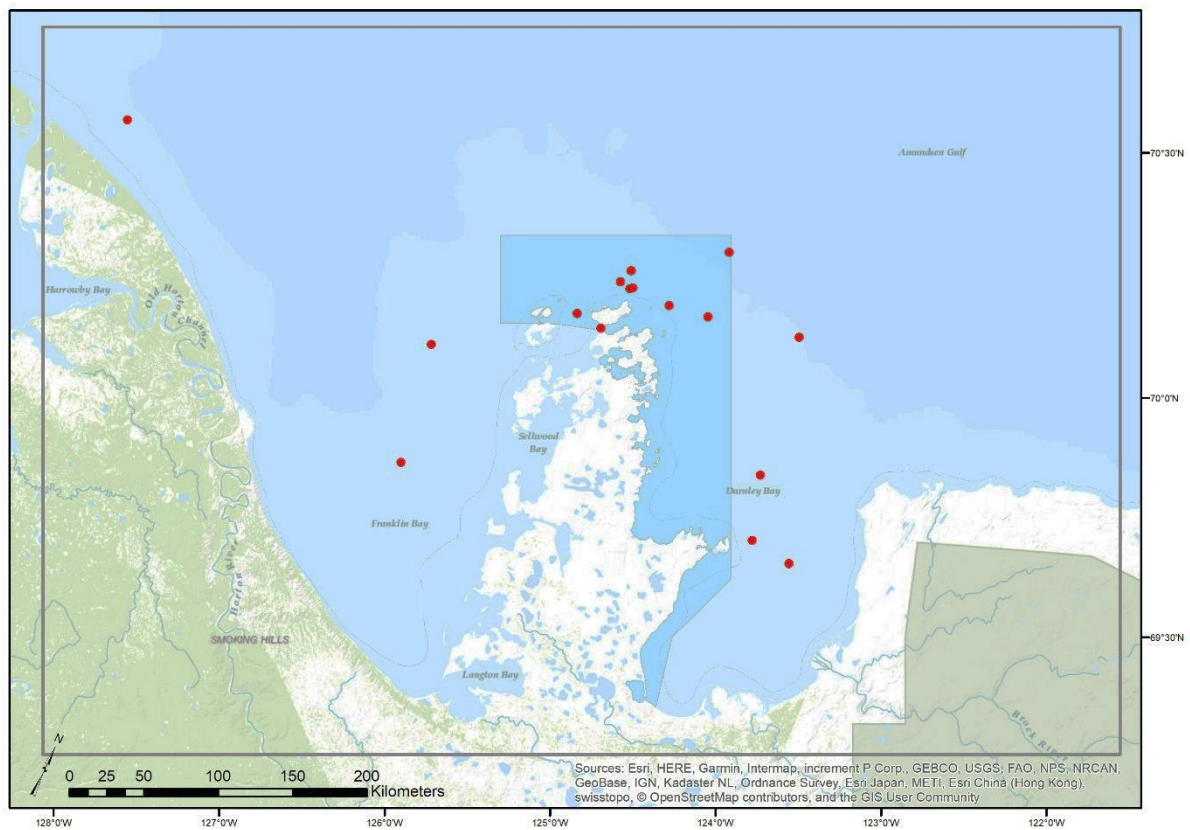 Amundsen Gulf
70°30'N
Harrowby Bay
Old Horton
Channel
70°0'N
Sellwood
Bay
Darnley Bay
Franklin Bay
Horton River
SMOKING HILLS
69°30'N
Langton Bay
Brock River
N
0 25 50 100 150 200
Kilometers
Sources: Esri, HERE, Garmin, Intermap, increment P Corp., GEBCO, USGS, FAO, NPS, NRCAN,
GeoBase, IGN, Kadaster NL, Ordnance Survey, Esri Japan, METI, Esri China (Hong Kong),
swisstopo, © OpenStreetMap contributors, and the GIS User Community
128°0'W 127°0'W 126°0'W 125°0'W 124°0'W 123°0'W 122°0'W